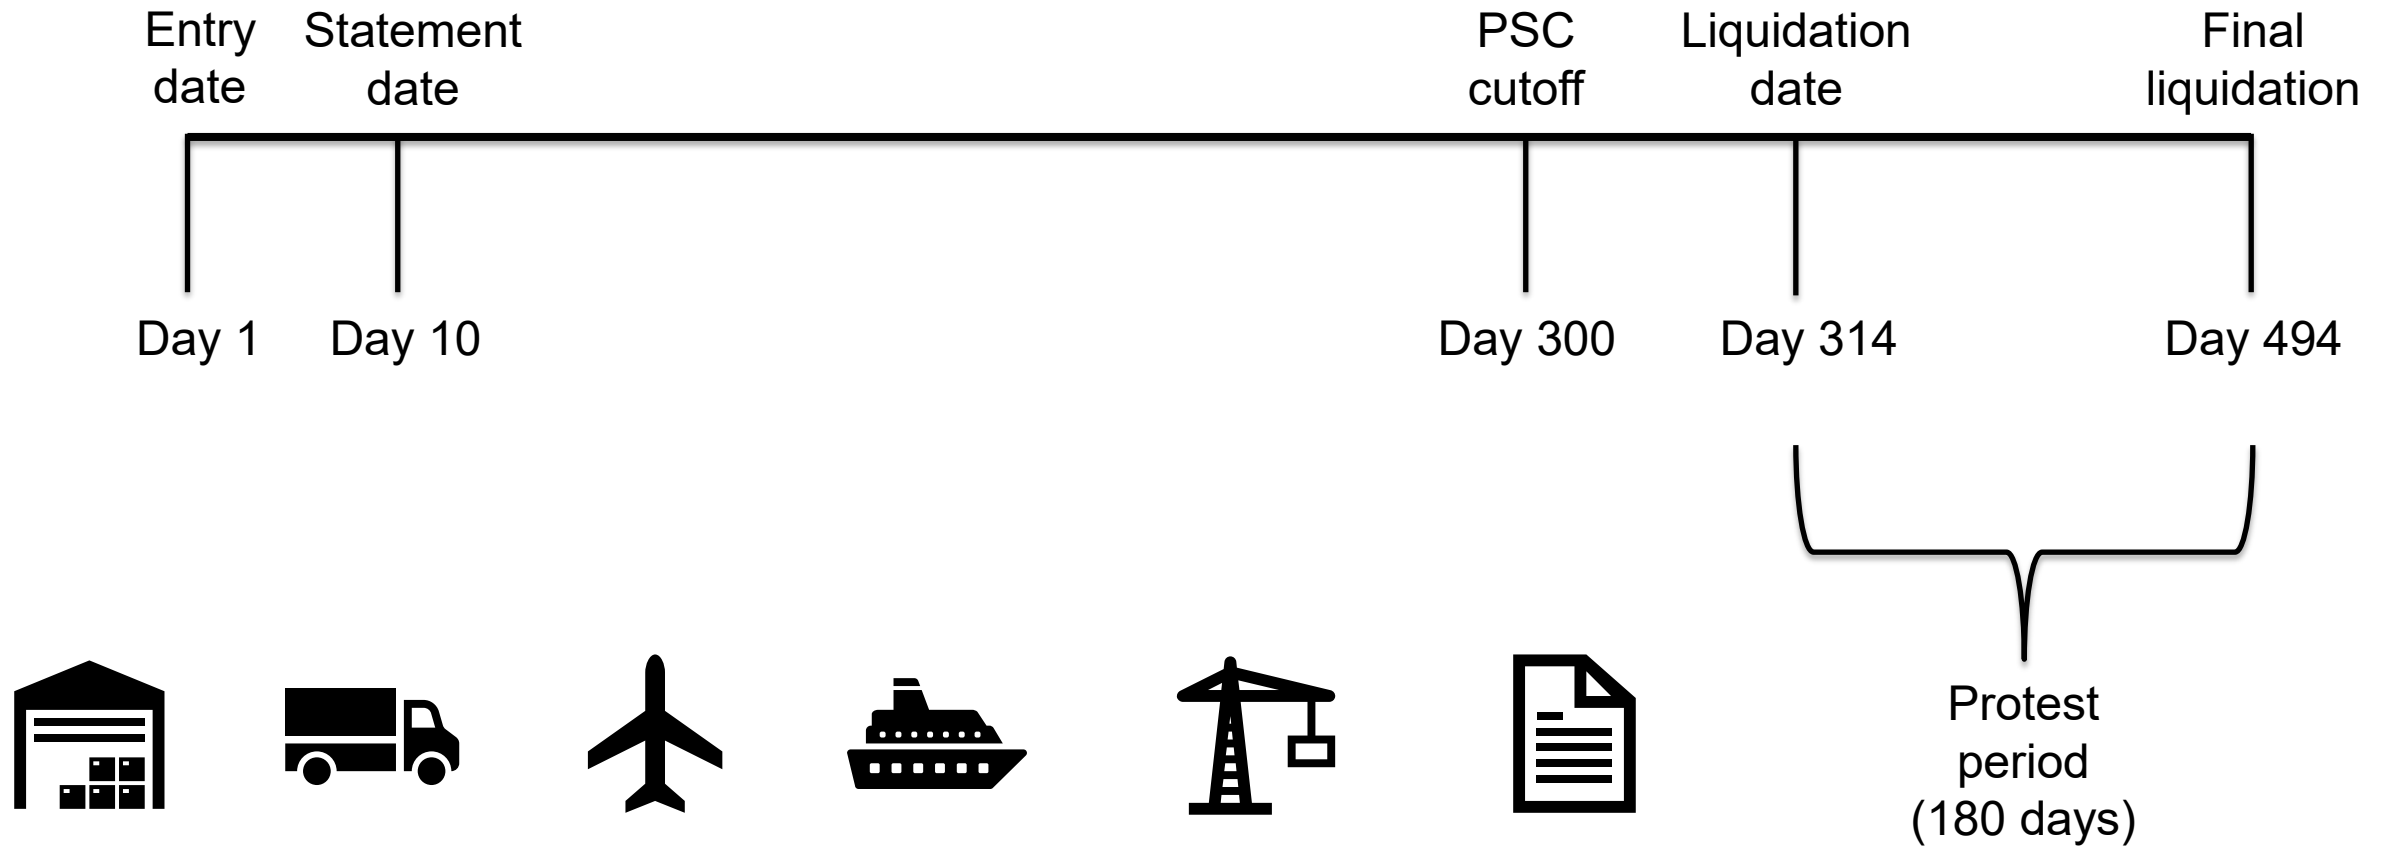 Entry
date
Statement
date
PSC
cutoff
Liquidation
date
Final
liquidation
Day 1
Day 10
Day 300
Day 314
Day 494
Protest
period
(180 days)